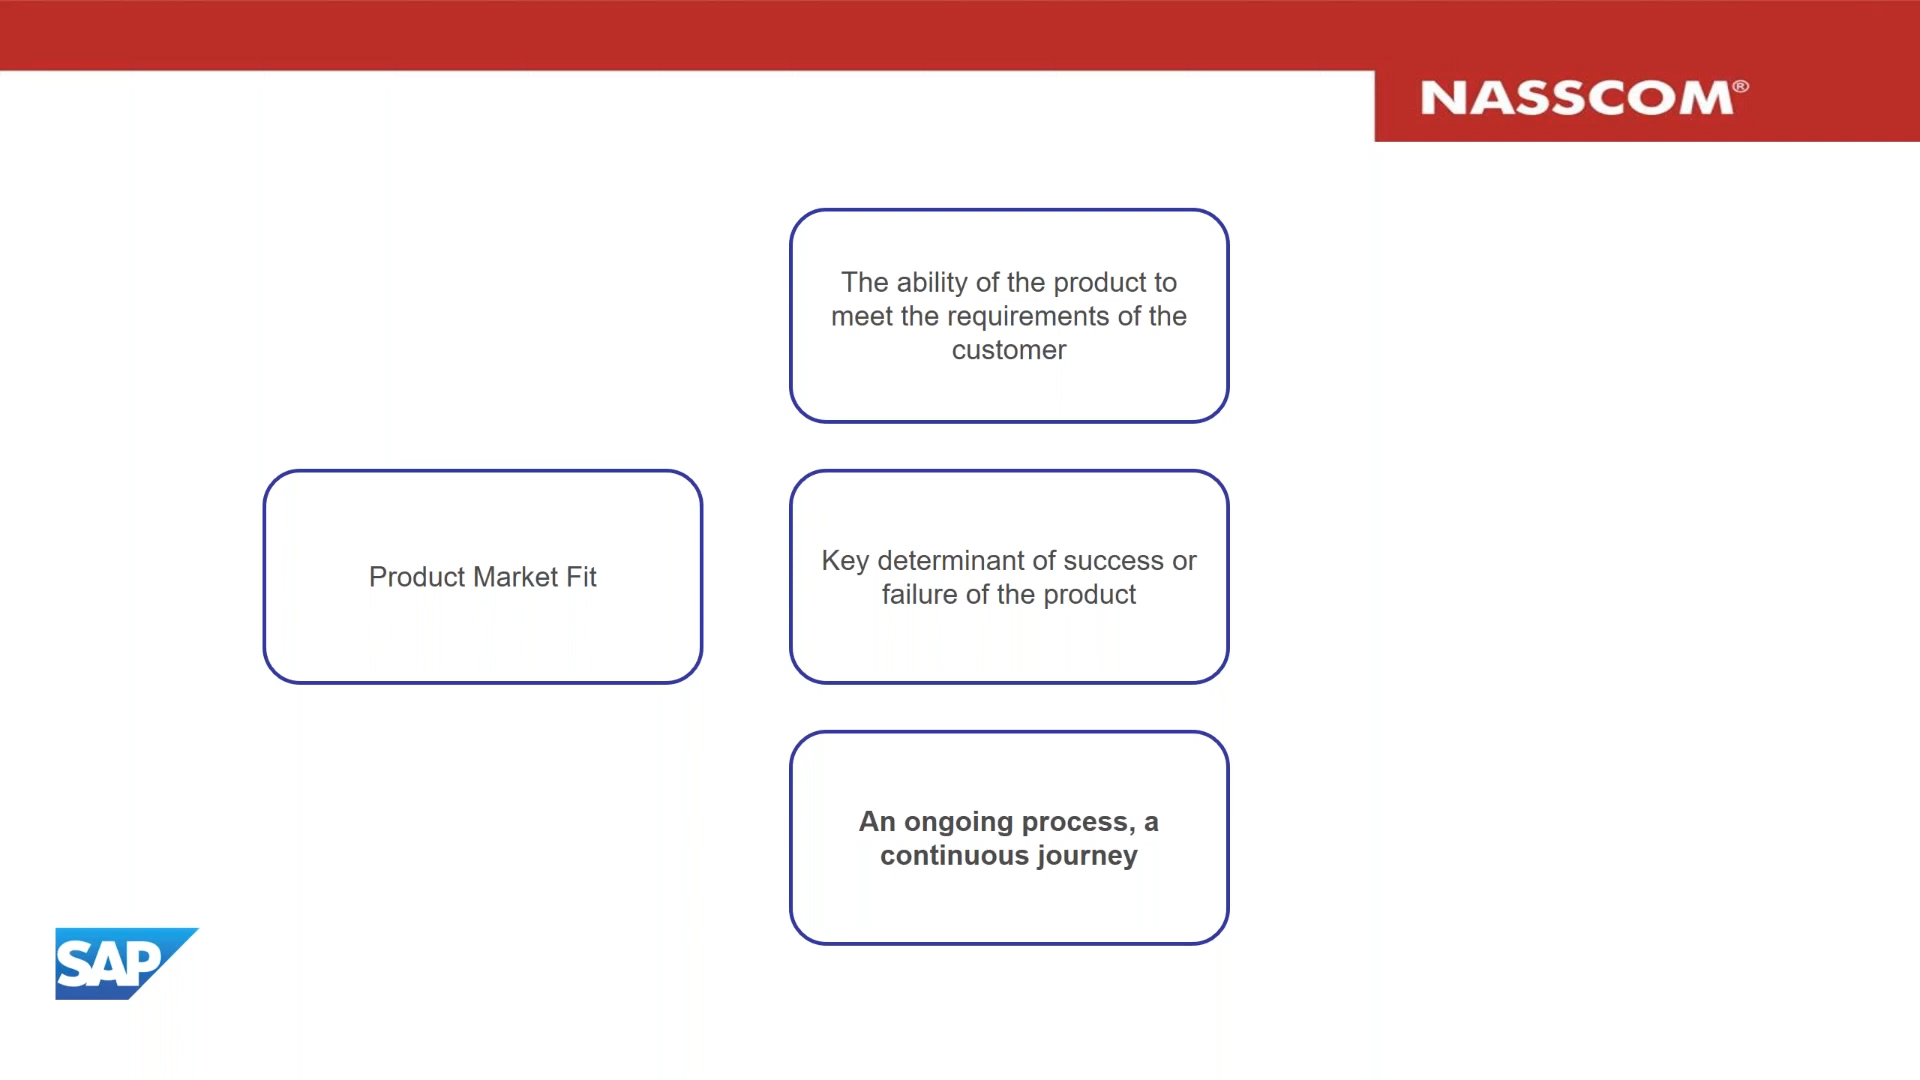 NASSCOM®
The ability of the product to
meet the requirements of the
customer
Product Market Fit
Key determinant of success or
failure of the product
An ongoing process, a
continuous journey
SAP